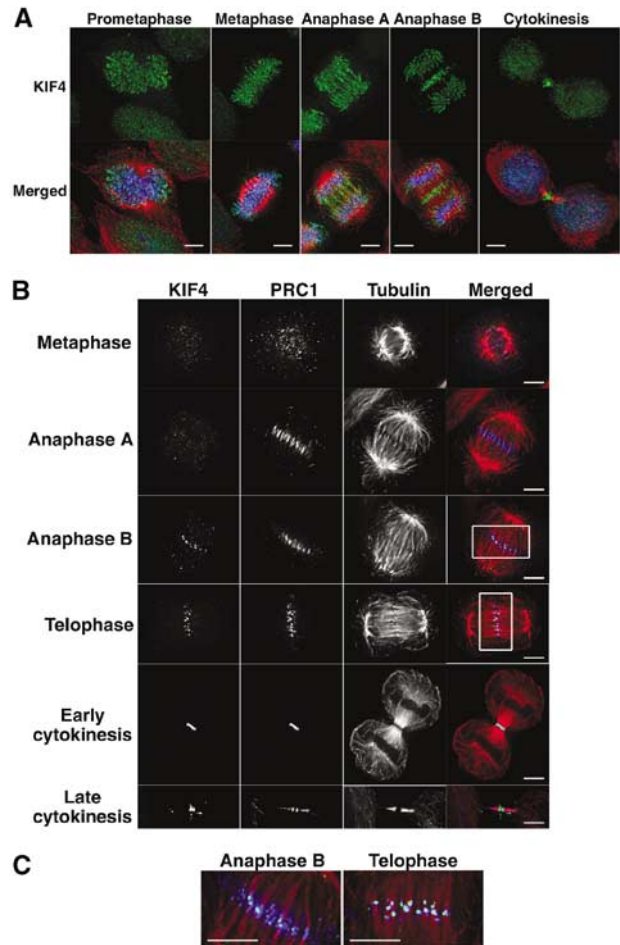 A
Prometaphase Metaphase Anaphase A Anaphase B Cytokinesis
KIF4
Merged
B
KIF4 PRC1 Tubulin Merged
Metaphase
Anaphase A
Anaphase B
Telophase
Early
cytokinesis
Late
cytokinesis
C
Anaphase B Telophase